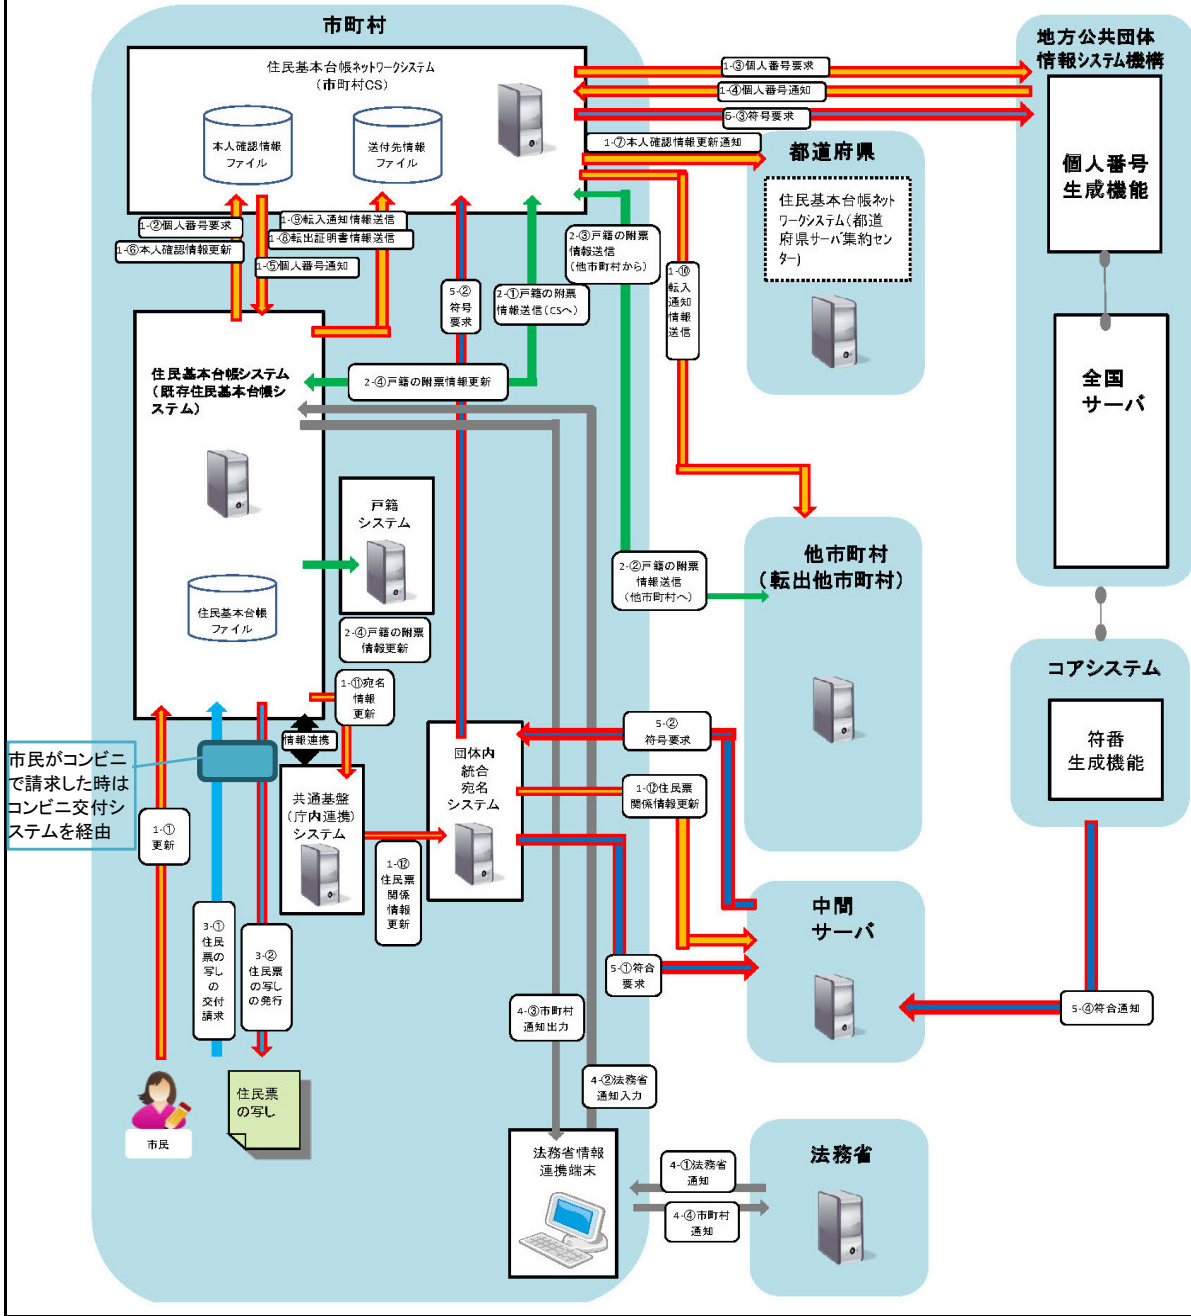 市町村
住民基本台帳ネットワークシステム
(市町村CS)
本人確認情報
ファイル
送付先情報
ファイル
1-③個人番号要求
1-④個人番号通知
5-③符号要求
1-⑦本人確認情報更新通知
地方公共団体
情報システム機構
個人番号
生成機能
全国
サーバ
都道府県
住民基本台帳ネット
ワークシステム(都道
府県サーバ集約セン
ター)
1-②個人番号要求
1-⑥本人確認情報更新
1-⑤個人番号通知
1-⑨転入通知情報送信
1-⑧転出証明書情報送信
5-②
符号
要求
2-①戸籍の附票
情報送信(CSへ)
2-③戸籍の附票
情報送信
(他市町村から)
1-⑩
転入
通知
情報
送信
住民基本台帳システム
(既存住民基本台帳シ
ステム)
2-④戸籍の附票情報更新
戸籍
システム
住民基本台帳
ファイル
2-④戸籍の附票
情報更新
2-②戸籍の附票
情報送信
(他市町村へ)
他市町村
(転出他市町村)
コアシステム
符番
生成機能
1-⑪宛名
情報
更新
情報連携
市民がコンビニ
で請求した時は
コンビニ交付シ
ステムを経由
1-①
更新
共通基盤
(庁内連携)
システム
団体内
統合
宛名
システム
5-②
符号要求
1-⑫住民票
関係情報更新
1-⑫
住民票
関係
情報
更新
3-①
住民
票の
写し
の
交付
請求
3-②
住民票
の写し
の発行
5-①符合
要求
中間
サーバ
5-④符合通知
4-③市町村
通知出力
4-②法務省
通知入力
市民
住民票
の写し
法務省情報
連携端末
4-①法務省
通知
4-④市町村
通知
法務省